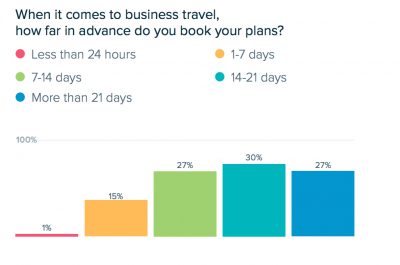 When it comes to business travel,
how far in advance do you book your plans?
Less than 24 hours
1-7 days
7-14 days
14-21 days
More than 21 days
100%
1%
15%
27%
30%
27%